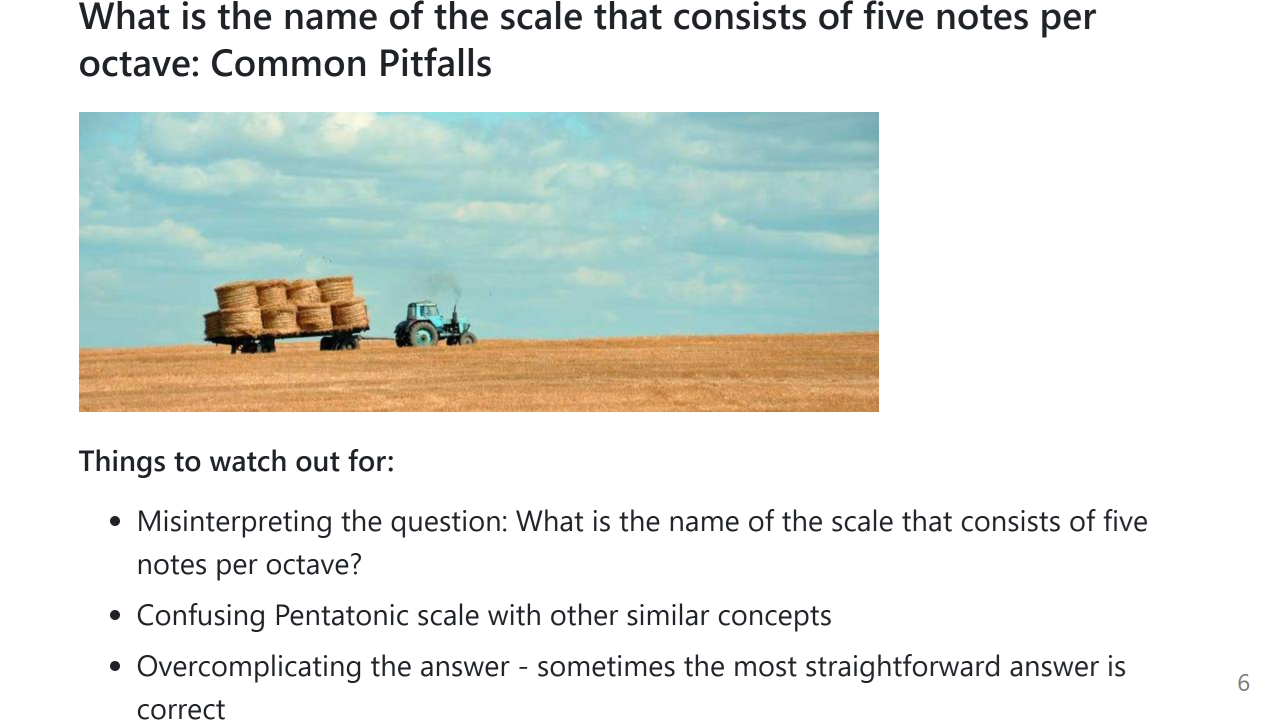 What is the name of the scale that consists of five notes per
octave: Common Pitfalls
Things to watch out for:
• Misinterpreting the question: What is the name of the scale that consists of five
notes per octave?
• Confusing Pentatonic scale with other similar concepts
• Overcomplicating the answer - sometimes the most straightforward answer is
correct
6